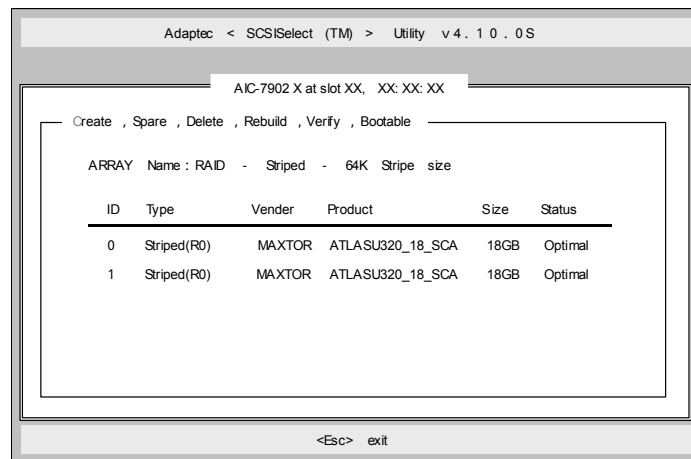 Adaptec < SCSISelect (TM) > Utility v4.10.0S
AIC-7902 X at slot XX, XX: XX: XX
Create , Spare , Delete , Rebuild , Verify , Bootable
ARRAY Name : RAID - Striped - 64K Stripe size
ID Type Vender Product Size Status
0 Striped(R0) MAXTOR ATLASU320_18_SCA 18GB Optimal
1 Striped(R0) MAXTOR ATLASU320_18_SCA 18GB Optimal
<Esc> exit